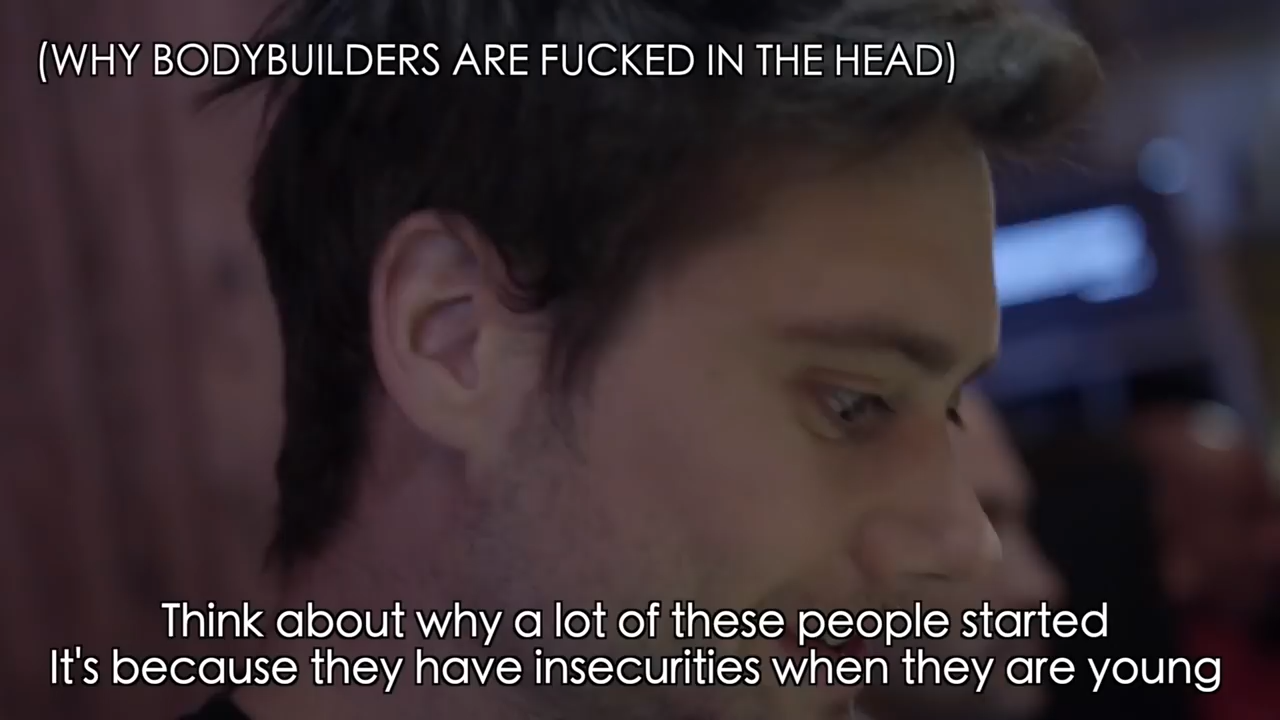 (WHY BODYBUILDERS ARE FUCKED IN THE HEAD)
Think about why a lot of these people started
It's because they have insecurities when they are young